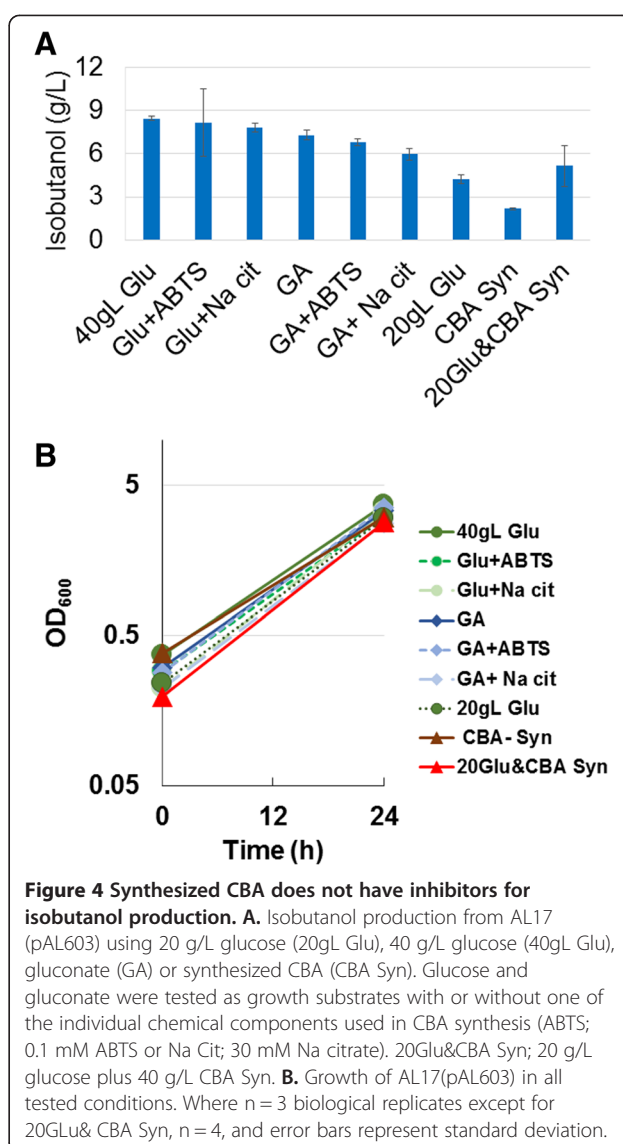 A
Isobutanol (g/L)
12
9
6
3
0
40gL Glu
Glu+ABTS
Glu+Na cit
GA
GA+ABTS
GA+ Na cit
20gL Glu
CBA Syn
20Glu&CBA Syn
B
OD600
5
0.5
0.05
0
12
24
Time (h)
40gL Glu
Glu+ABTS
Glu+Na cit
GA
GA+ABTS
GA+ Na cit
20gL Glu
CBA- Syn
20Glu&CBA Syn
Figure 4 Synthesized CBA does not have inhibitors for
isobutanol production. A. Isobutanol production from AL17
(pAL603) using 20 g/L glucose (20gL Glu), 40 g/L glucose (40gL Glu),
gluconate (GA) or synthesized CBA (CBA Syn). Glucose and
gluconate were tested as growth substrates with or without one of
the individual chemical components used in CBA synthesis (ABTS;
0.1 mM ABTS or Na Cit; 30 mM Na citrate). 20Glu&CBA Syn; 20 g/L
glucose plus 40 g/L CBA Syn. B. Growth of AL17(pAL603) in all
tested conditions. Where n = 3 biological replicates except for
20GLu& CBA Syn, n = 4, and error bars represent standard deviation.